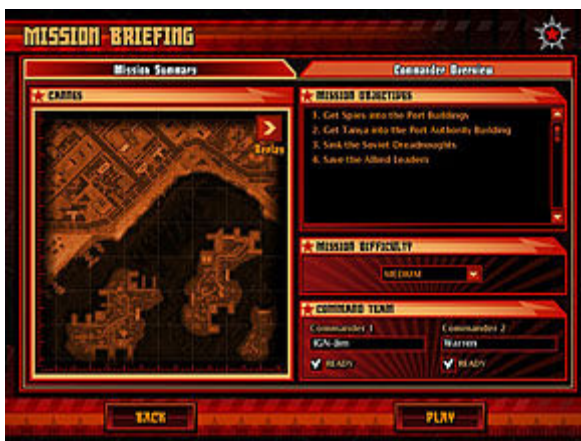 MISSION BRIEFING
Mission Summary
Commander Overview
CANNES
Replay
MISSION OBJECTIVES
1. Get Spies into the Port Buildings
2. Get Tanya into the Port Authority Building
3. Sink the Soviet Dreadnoughts
4. Save the Allied Leaders
MISSION DIFFICULTY
MEDIUM
COMMAND TEAM
Commander 1
Commander 2
IGN-Jim
Warren
READY
READY
BACK
PLAY